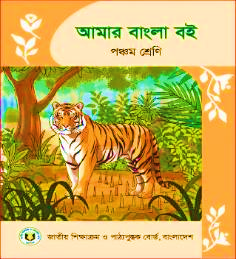 আমার বাংলা বই
পঞ্চম শ্রেণি
জাতীয় শিক্ষাক্রম ও পাঠ্যপুস্তক বোর্ড, বাংলাদেশ